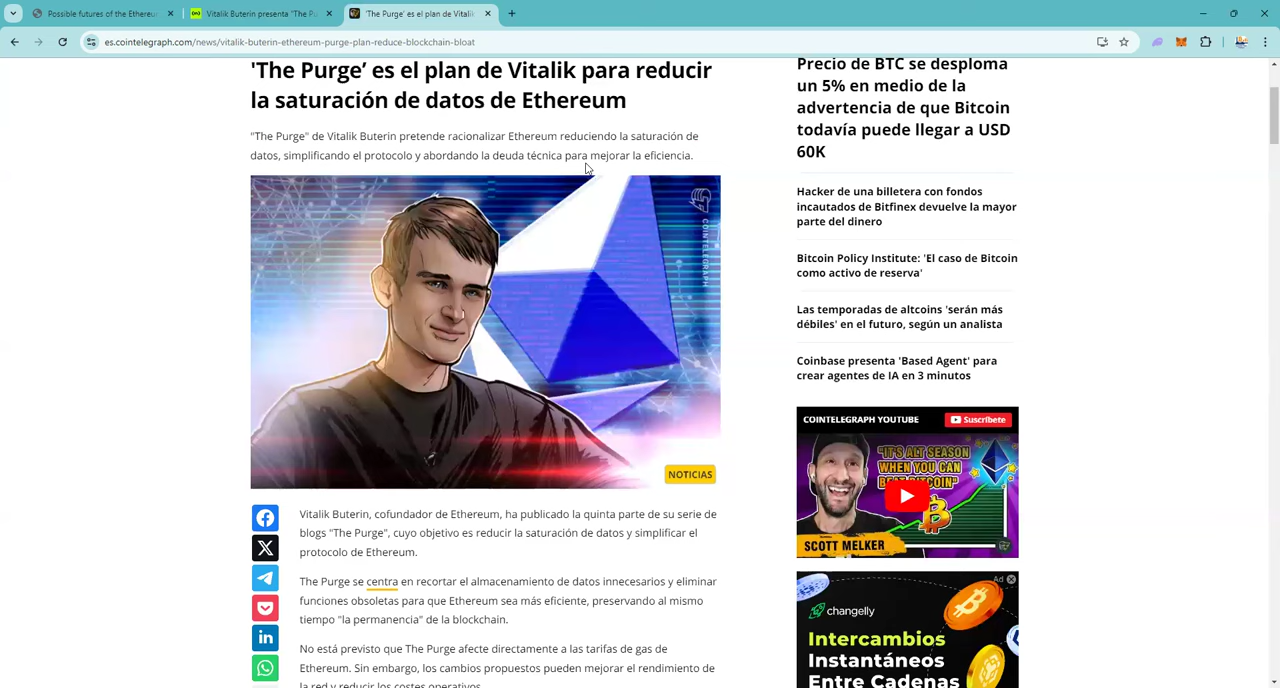 Possible futures of the Ethereum
Vitalik Buterin presenta "The Pu
'The Purge' es el plan de Vitalik
es.cointelegraph.com/news/vitalik-buterin-ethereum-purge-plan-reduce-blockchain-bloat
'The Purge’ es el plan de Vitalik para reducir
la saturación de datos de Ethereum
"The Purge" de Vitalik Buterin pretende racionalizar Ethereum reduciendo la saturación de
datos, simplificando el protocolo y abordando la deuda técnica para mejorar la eficiencia.
COINTELEGRAPH
NOTICIAS
Vitalik Buterin, cofundador de Ethereum, ha publicado la quinta parte de su serie de
blogs "The Purge", cuyo objetivo es reducir la saturación de datos y simplificar el
protocolo de Ethereum.
The Purge se centra en recortar el almacenamiento de datos innecesarios y eliminar
funciones obsoletas para que Ethereum sea más eficiente, preservando al mismo
tiempo "la permanencia" de la blockchain.
No está previsto que The Purge afecte directamente a las tarifas de gas de
Ethereum. Sin embargo, los cambios propuestos pueden mejorar el rendimiento de
la red y reducir los costes operativos.
Precio de BTC se desploma
un 5% en medio de la
advertencia de que Bitcoin
todavía puede llegar a USD
60K
Hacker de una billetera con fondos
incautados de Bitfinex devuelve la mayor
parte del dinero
Bitcoin Policy Institute: 'El caso de Bitcoin
como activo de reserva'
Las temporadas de altcoins 'serán más
débiles' en el futuro, según un analista
Coinbase presenta 'Based Agent' para
crear agentes de IA en 3 minutos
COINTELEGRAPH YOUTUBE
Suscríbete
"IT'S ALT SEASON
WHEN YOU CAN
BEAT BITCOIN"
SCOTT MELKER
Ad
changelly
Intercambios
Instantáneos
Entre Cadenas